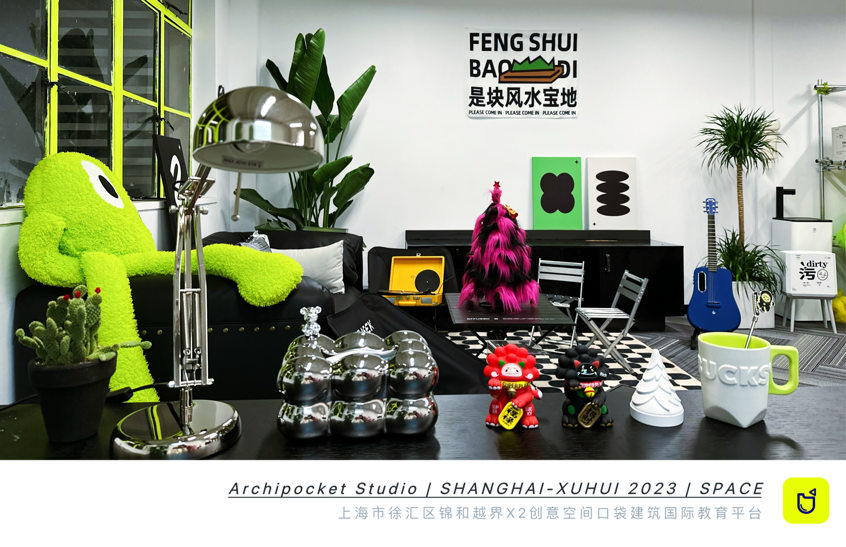 FENG SHUI
BAO DI
是块风水宝地
PLEASE COME IN PLEASE COME IN PLEASE COME IN
dirty
污
UCKS
Archipocket Studio | SHANGHAI-XUHUI 2023 | SPACE
上海市徐汇区锦和越界X2创意空间口袋建筑国际教育平台